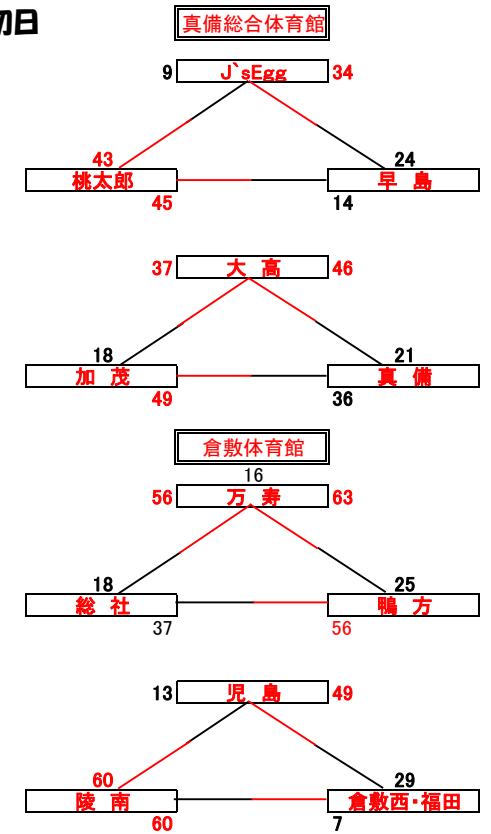 初日
真備総合体育館
9 J`sEgg 34
43 24
桃太郎 早 島
45 14
37 大 高 46
18 21
加 茂 真 備
49 36
倉敷体育館
16
56 万 寿 63
18 25
総 社 鴨 方
37 56
13 児 島 49
60 29
陵 南 倉敷西・福田
60 7